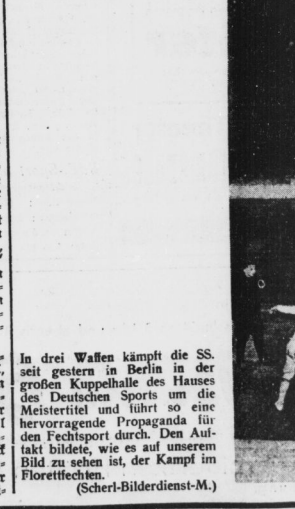 In drei Waffen kämpft die SS.
seit gestern in Berlin in der
großen Kuppelhalle des Hauses
des Deutschen Sports um die
Meistertitel und führt so eine
hervorragende Propaganda für
den Fechtsport durch. Den Auf-
takt bildete, wie es auf unserem
Bild zu sehen ist, der Kampf im
Florettfechten.
(Scherl-Bilderdienst-M.)